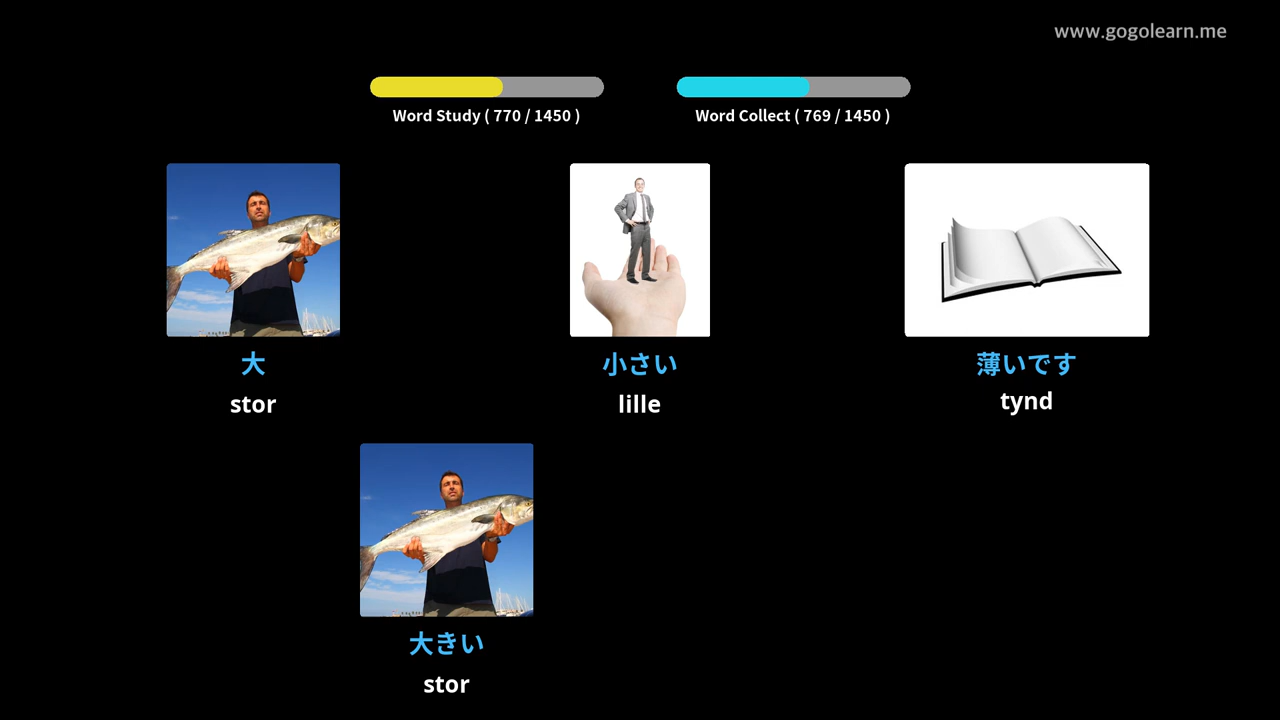 www.gogolearn.me
Word Study ( 770 / 1450 )
Word Collect ( 769 / 1450 )
大
stor
小さい
lille
薄いです
tynd
大きい
stor